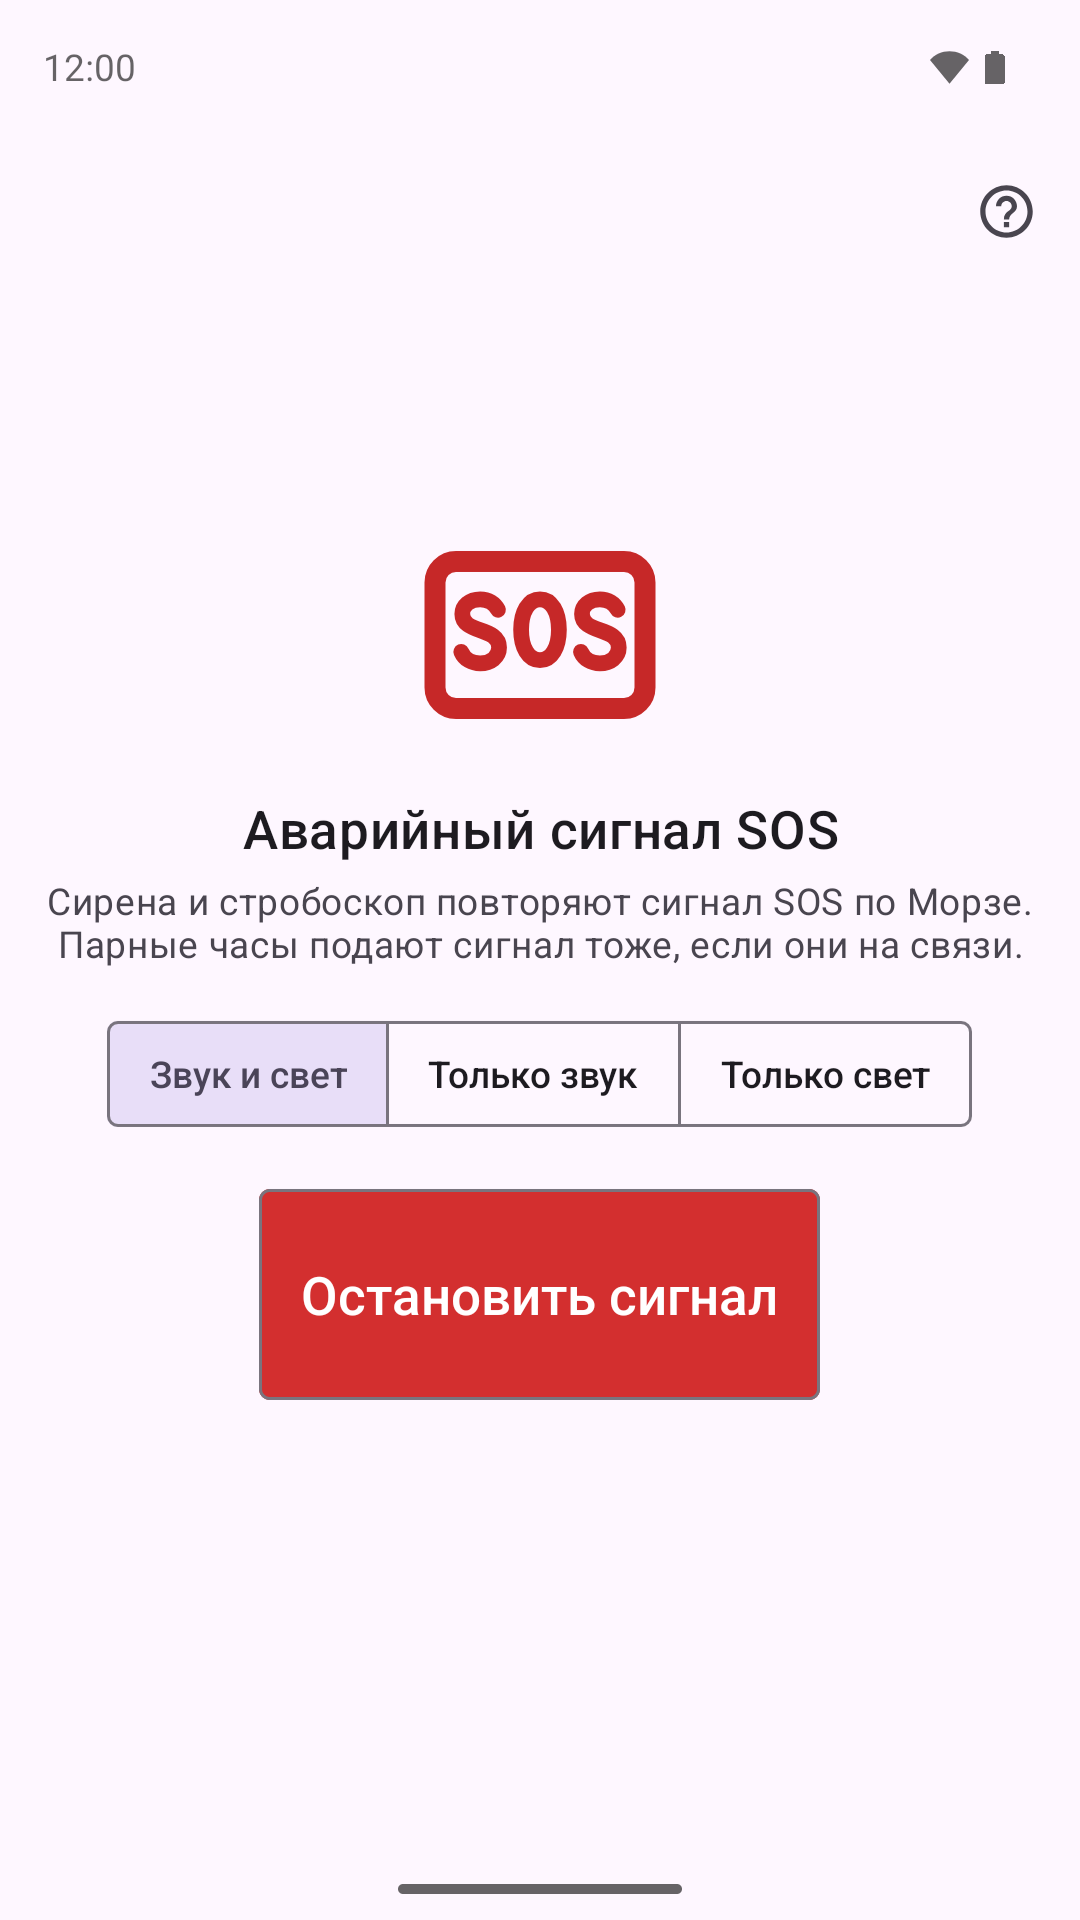 12:00
SOS
Аварийный сигнал SOS
Сирена и стробоскоп повторяют сигнал SOS по Морзе.
Парные часы подают сигнал тоже, если они на связи.
Звук и свет
Только звук
Только свет
Остановить сигнал